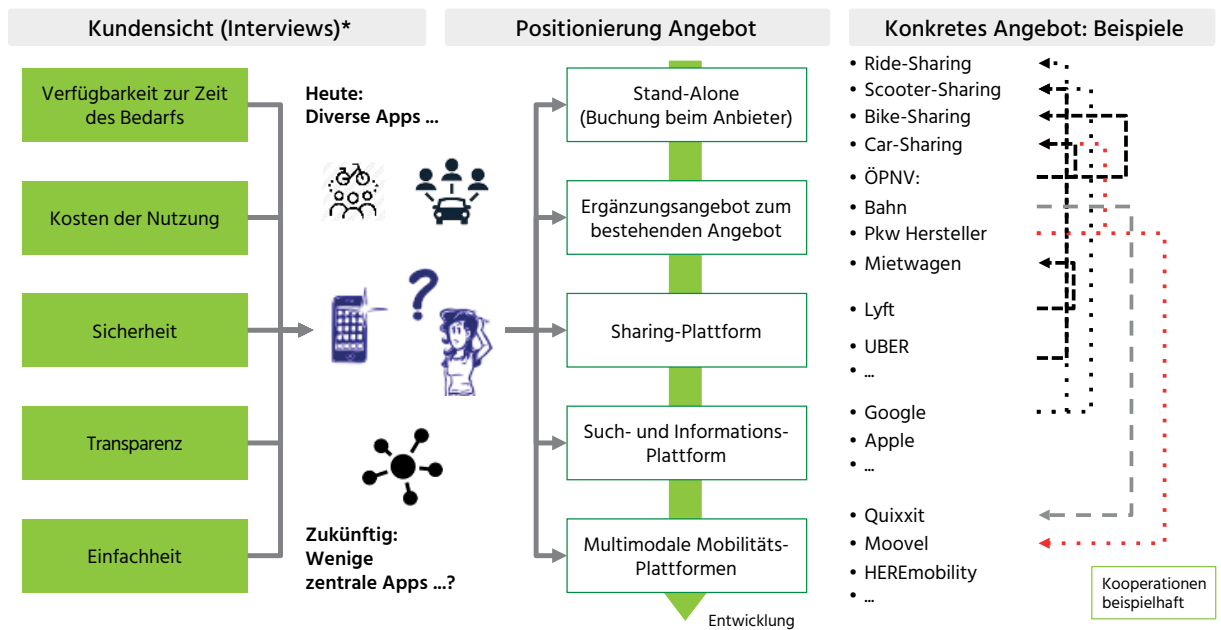 Kundensicht (Interviews)*
Verfügbarkeit zur Zeit
des Bedarfs
Kosten der Nutzung
Sicherheit
Transparenz
Einfachheit
Heute:
Diverse Apps ...
?
Zukünftig:
Wenige
zentrale Apps ...?
Positionierung Angebot
Stand-Alone
(Buchung beim Anbieter)
Ergänzungsangebot zum
bestehenden Angebot
Sharing-Plattform
Such- und Informations-
Plattform
Multimodale Mobilitäts-
Plattformen
Entwicklung
Konkretes Angebot: Beispiele
• Ride-Sharing
• Scooter-Sharing
• Bike-Sharing
• Car-Sharing
• ÖPNV:
• Bahn
• Pkw Hersteller
• Mietwagen
• Lyft
• UBER
• ...
• Google
• Apple
• ...
• Quixxit
• Moovel
• HEREmobility
• ...
Kooperationen
beispielhaft